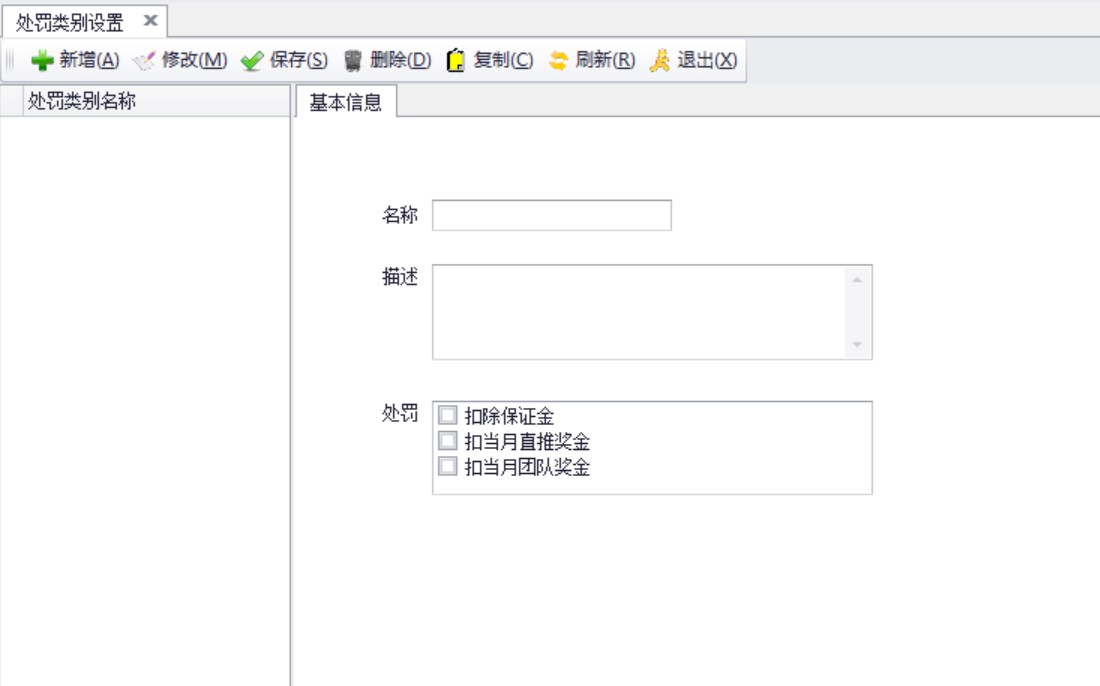 处罚类别设置
新增(A) 修改(M) 保存(S) 删除(D) 复制(C) 刷新(R) 退出(X)
处罚类别名称
基本信息
名称
描述
处罚
扣除保证金
扣当月直推奖金
扣当月团队奖金